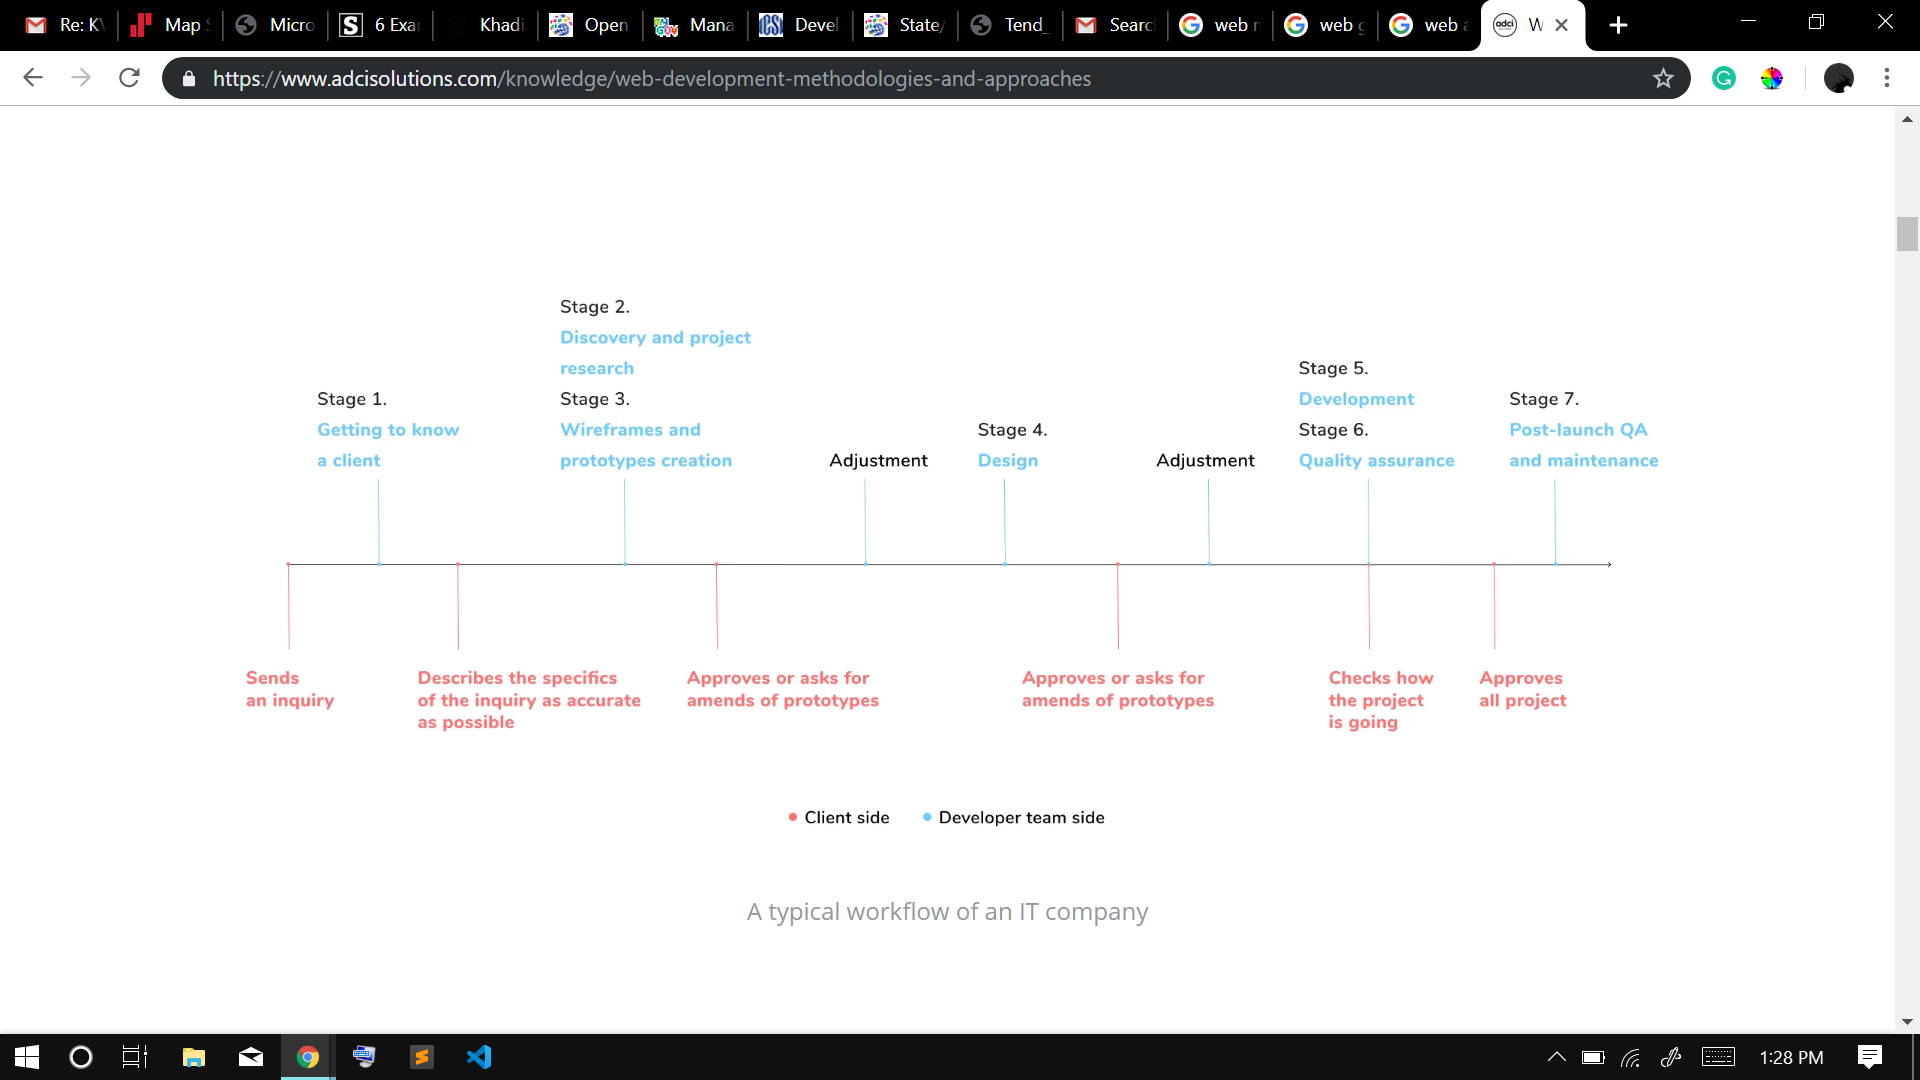 Re: K
Map
Micro
6 Exar
Khadi
Open
Mana
Devel
State/
Tend_
Searc
web
web
web
https://www.adcisolutions.com/knowledge/web-development-methodologies-and-approaches
Stage 1.
Getting to know
a client
Stage 2.
Discovery and project
research
Stage 3.
Wireframes and
prototypes creation
Adjustment
Stage 4.
Design
Adjustment
Stage 5.
Development
Stage 6.
Quality assurance
Stage 7.
Post-launch QA
and maintenance
Sends
an inquiry
Describes the specifics
of the inquiry as accurate
as possible
Approves or asks for
amends of prototypes
Approves or asks for
amends of prototypes
Checks how
the project
is going
Approves
all project
Client side
Developer team side
A typical workflow of an IT company
1:28 PM